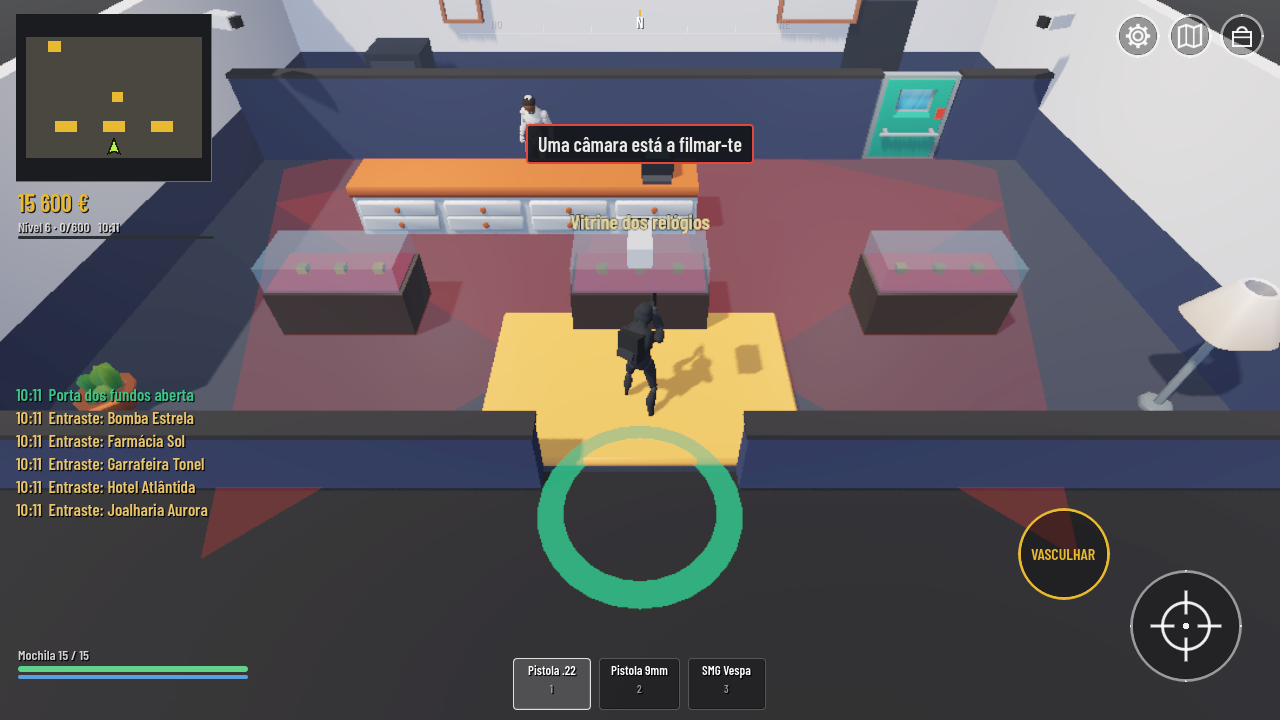 N
Uma câmara está a filmar-te
15 600 €
Nível 6 · 0/600 10:11
Vitrine dos relógios
10:11 Porta dos fundos aberta
10:11 Entraste: Bomba Estrela
10:11 Entraste: Farmácia Sol
10:11 Entraste: Garrafeira Tonel
10:11 Entraste: Hotel Atlântida
10:11 Entraste: Joalharia Aurora
VASCULHAR
Mochila 15 / 15
Pistola .22
1
Pistola 9mm
2
SMG Vespa
3